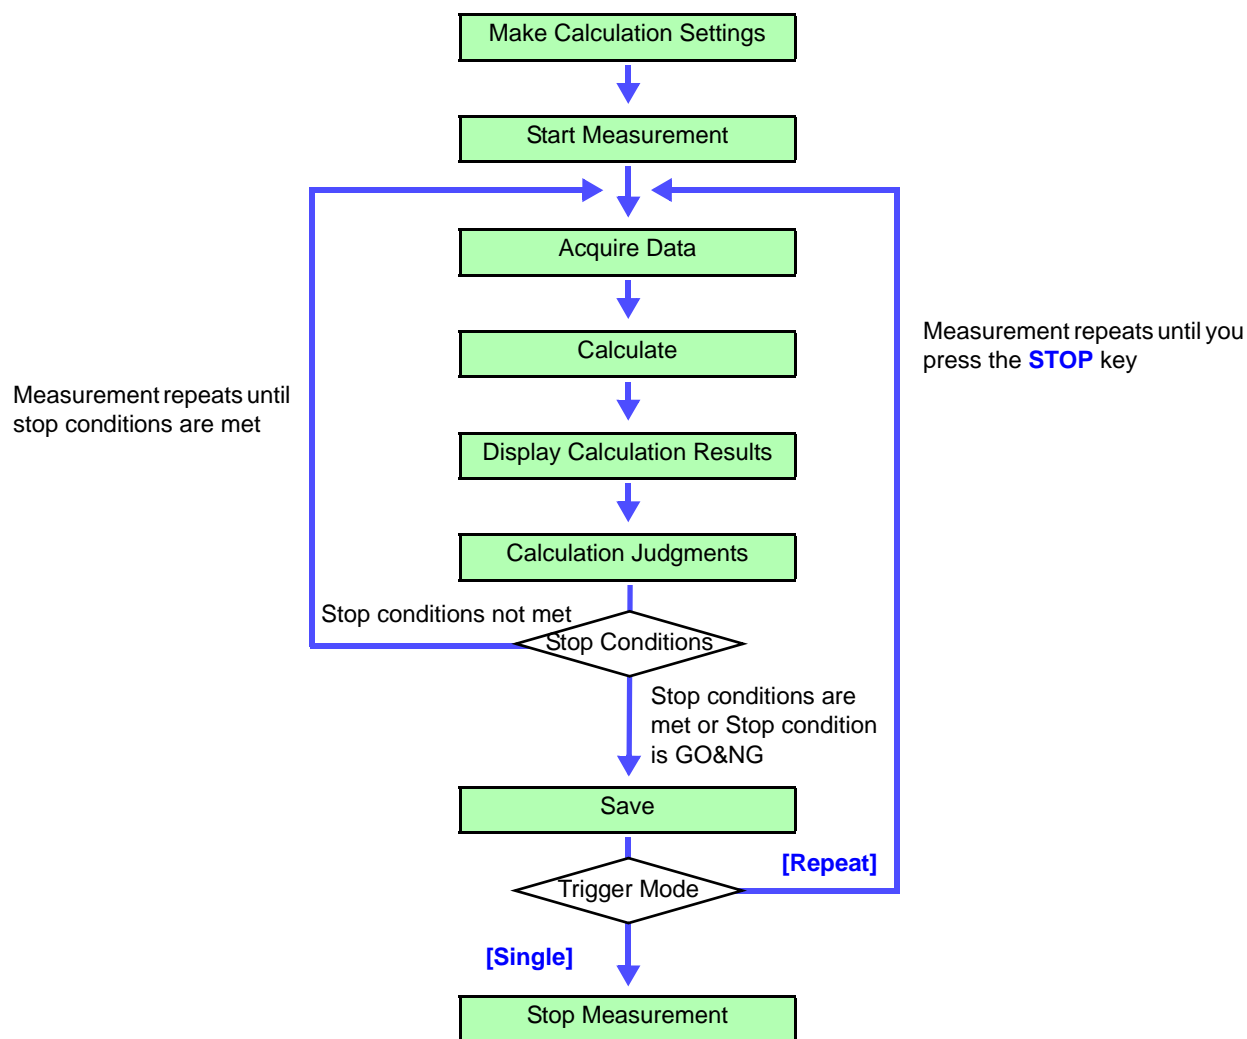 Make Calculation Settings
Start Measurement
Acquire Data
Measurement repeats until you
press the STOP key
Calculate
Measurement repeats until
stop conditions are met
Display Calculation Results
Calculation Judgments
Stop conditions not met
Stop Conditions
Stop conditions are
met or Stop condition
is GO&NG
Save
[Repeat]
Trigger Mode
[Single]
Stop Measurement